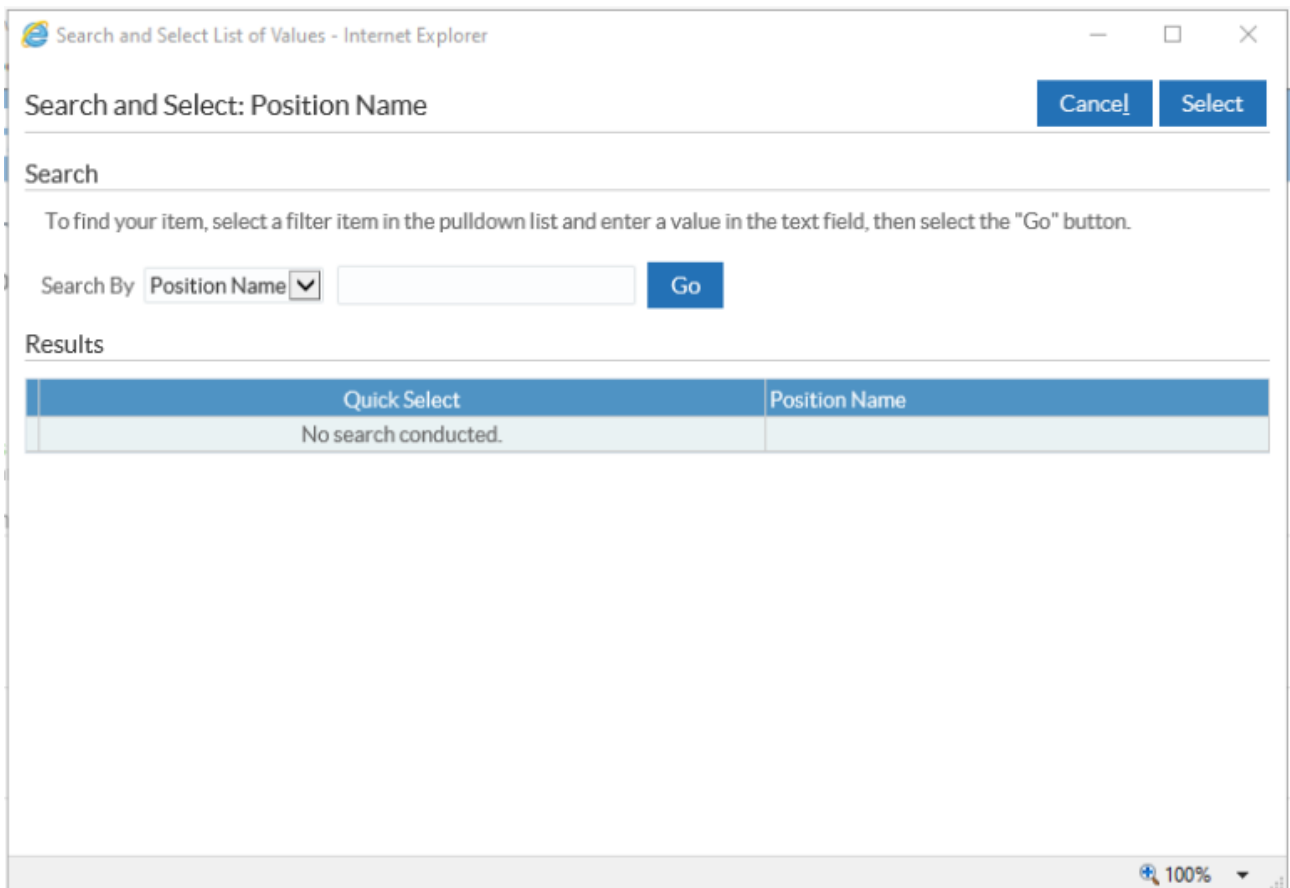 Search and Select List of Values - Internet Explorer
Search and Select: Position Name
Cancel
Select
Search
To find your item, select a filter item in the pulldown list and enter a value in the text field, then select the "Go" button.
Search By
Position Name
Go
Results
Quick Select
Position Name
No search conducted.
100%